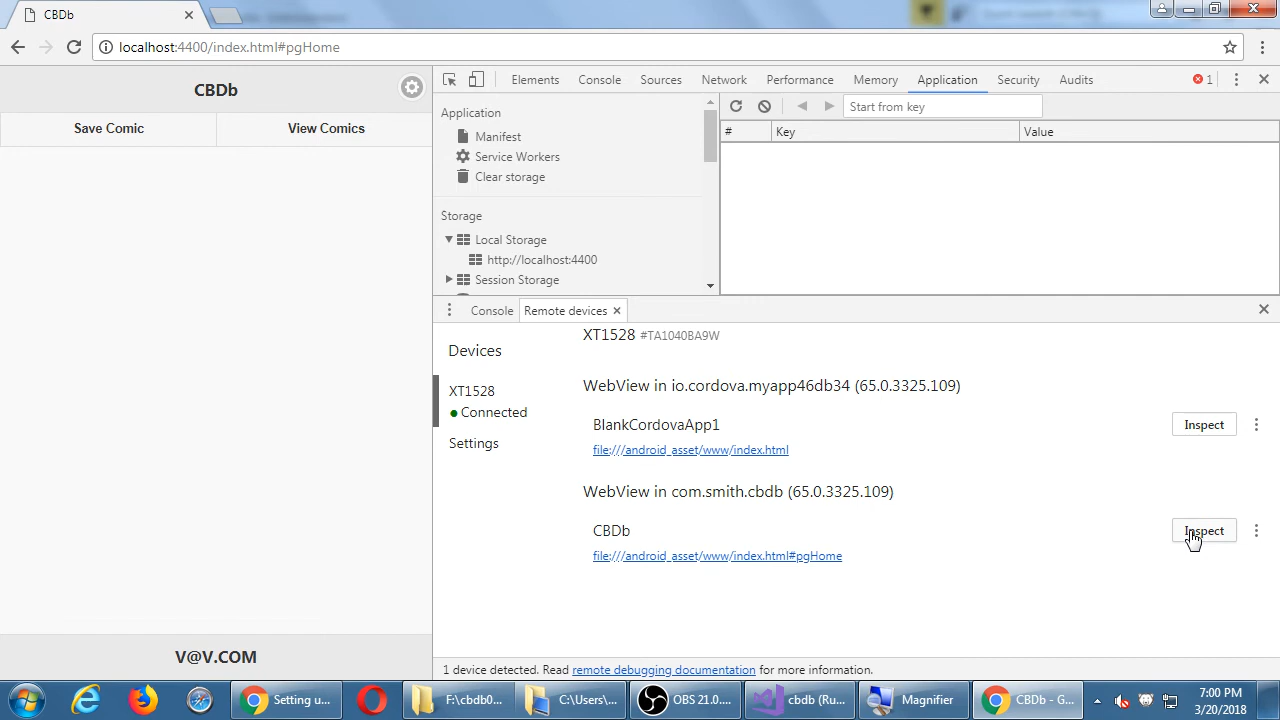 CBDb
localhost:4400/index.html#pgHome
CBDb
Save Comic
View Comics
V@V.COM
Elements Console Sources Network Performance Memory Application Security Audits 1
Application
Manifest
Service Workers
Clear storage
Storage
Local Storage
http://localhost:4400
Session Storage
Start from key
# Key Value
Console Remote devices
Devices
XT1528
Connected
Settings
XT1528 #TA1040BA9W
WebView in io.cordova.myapp46db34 (65.0.3325.109)
BlankCordovaApp1 Inspect
file:///android_asset/www/index.html
WebView in com.smith.cbdb (65.0.3325.109)
CBDb Inspect
file:///android_asset/www/index.html#pgHome
1 device detected. Read remote debugging documentation for more information.
Setting u... F:\cbdb0... C:\Users\... OBS 21.0.... cbdb (Ru... Magnifier CBDb - G...
7:00 PM
3/20/2018